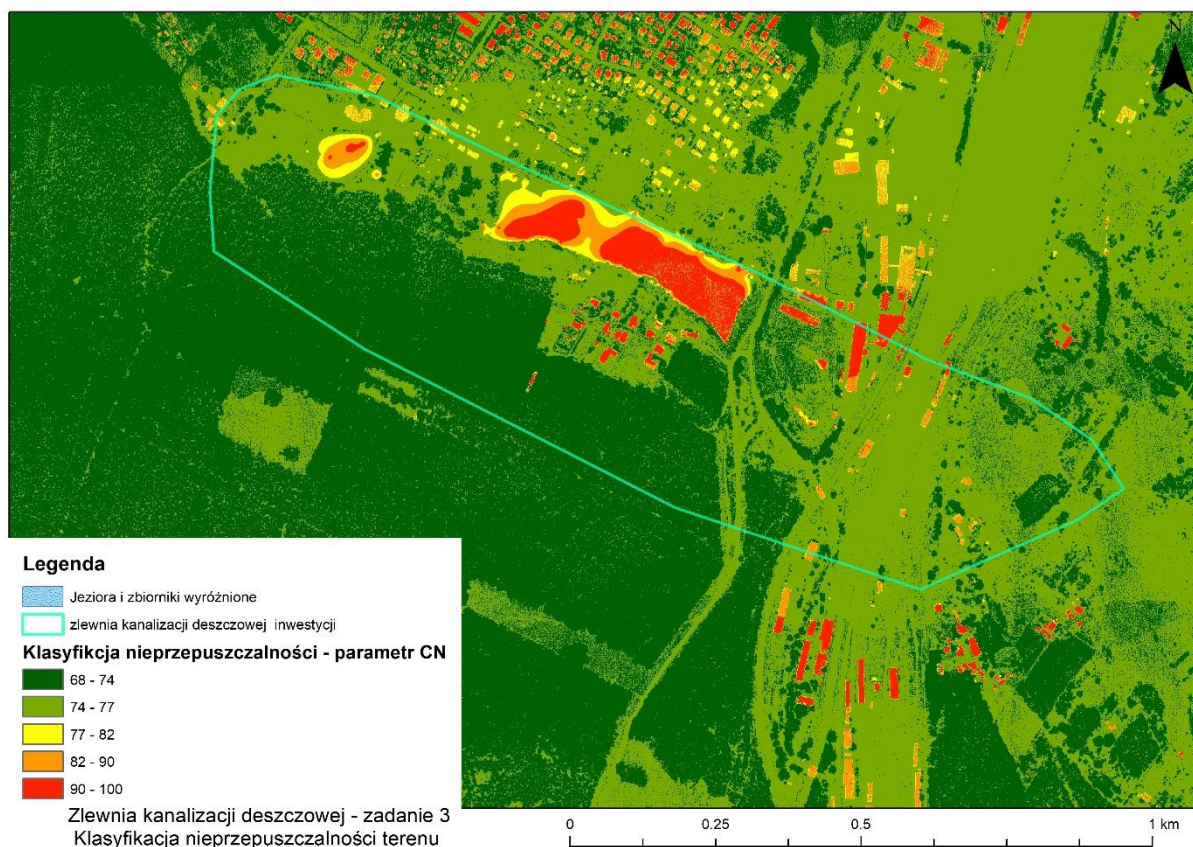 N
Legenda
Jeziora i zbiorniki wyróżnione
zlewnia kanalizacji deszczowej inwestycji
Klasyfikcja nieprzepuszczalności - parametr CN
68 - 74
74 - 77
77 - 82
82 - 90
90 - 100
Zlewnia kanalizacji deszczowej - zadanie 3
Klasyfikacja nieprzepuszczalności terenu
0 0.25 0.5 1 km